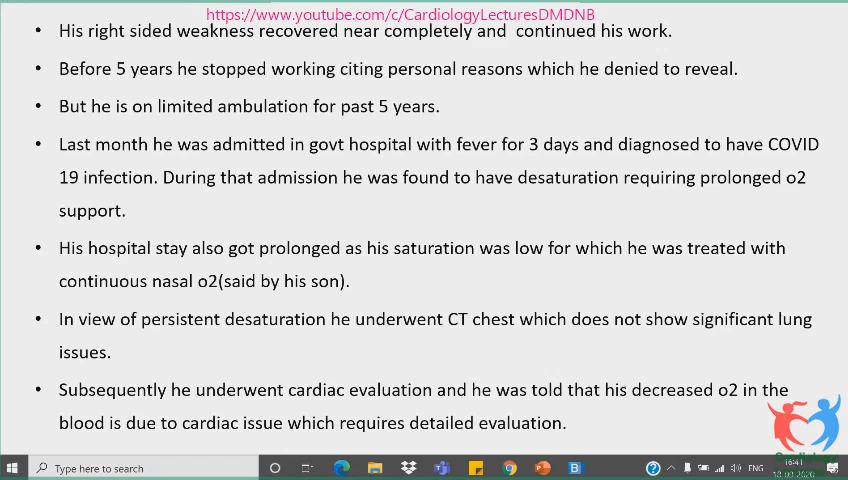 https://www.youtube.com/c/CardiologyLecturesDMDNB
• His right sided weakness recovered near completely and continued his work.
• Before 5 years he stopped working citing personal reasons which he denied to reveal.
• But he is on limited ambulation for past 5 years.
• Last month he was admitted in govt hospital with fever for 3 days and diagnosed to have COVID
19 infection. During that admission he was found to have desaturation requiring prolonged o2
support.
• His hospital stay also got prolonged as his saturation was low for which he was treated with
continuous nasal o2(said by his son).
• In view of persistent desaturation he underwent CT chest which does not show significant lung
issues.
• Subsequently he underwent cardiac evaluation and he was told that his decreased o2 in the
blood is due to cardiac issue which requires detailed evaluation.
Type here to search
ENG
16:41
18-09-2020